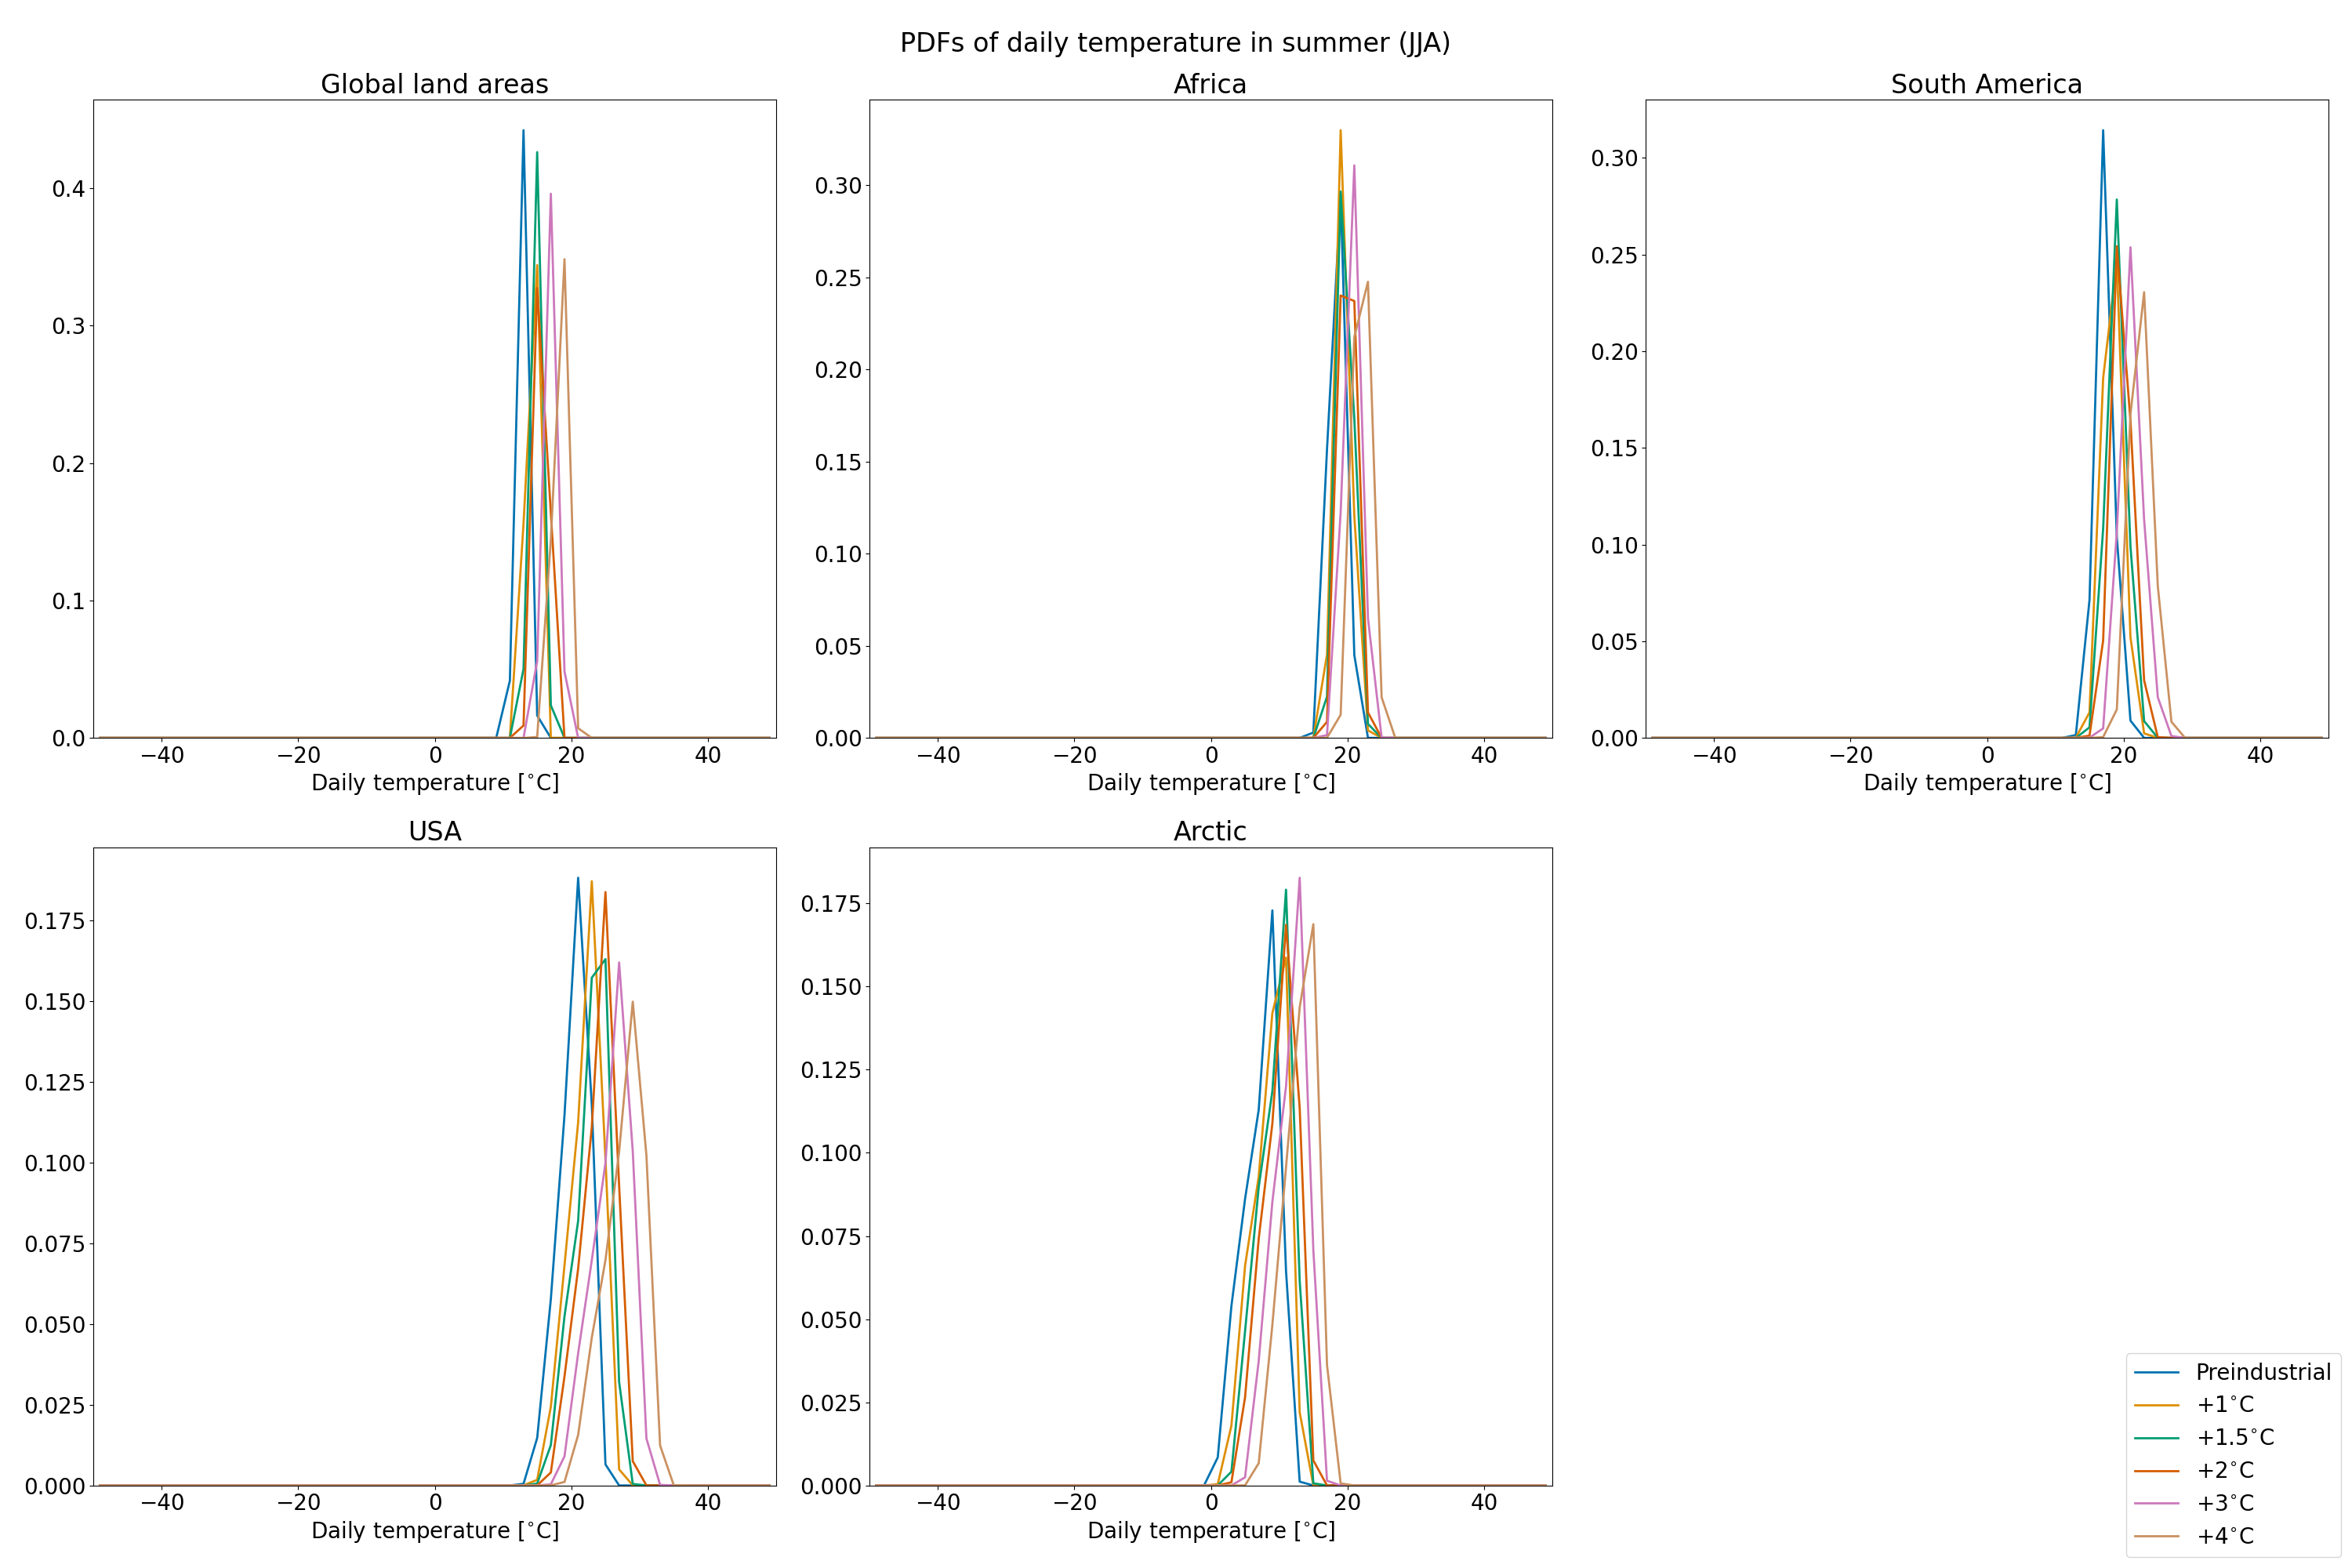 PDFs of daily temperature in summer (JJA)
Global land areas
0.4
0.3
0.2
0.1
0.0
−40 −20 0 20 40
Daily temperature [°C]
Africa
0.30
0.25
0.20
0.15
0.10
0.05
0.00
−40 −20 0 20 40
Daily temperature [°C]
South America
0.30
0.25
0.20
0.15
0.10
0.05
0.00
−40 −20 0 20 40
Daily temperature [°C]
USA
0.175
0.150
0.125
0.100
0.075
0.050
0.025
0.000
−40 −20 0 20 40
Daily temperature [°C]
Arctic
0.175
0.150
0.125
0.100
0.075
0.050
0.025
0.000
−40 −20 0 20 40
Daily temperature [°C]
Preindustrial
+1°C
+1.5°C
+2°C
+3°C
+4°C